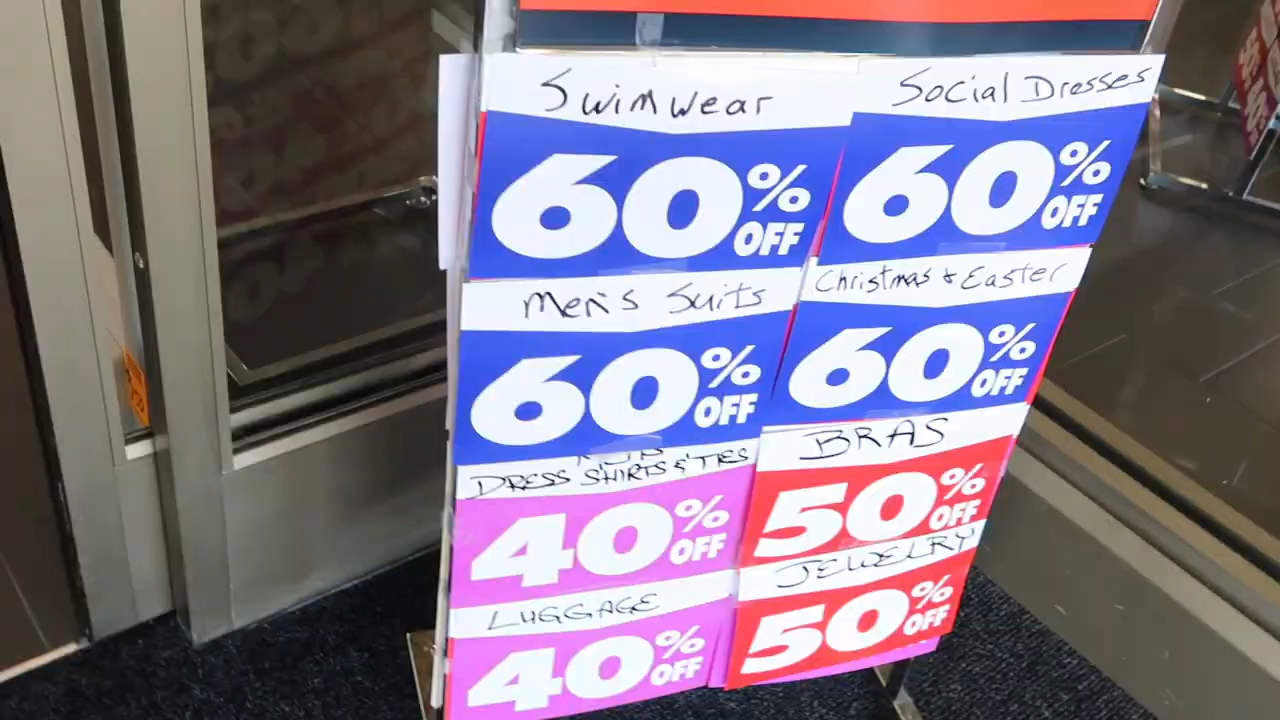 Swimwear
60% OFF
Social Dresses
60% OFF
Men's Suits
60% OFF
Christmas & Easter
60% OFF
DRESS SHIRTS & TIES
40% OFF
BRAS
50% OFF
LUGGAGE
40% OFF
JEWELRY
50% OFF